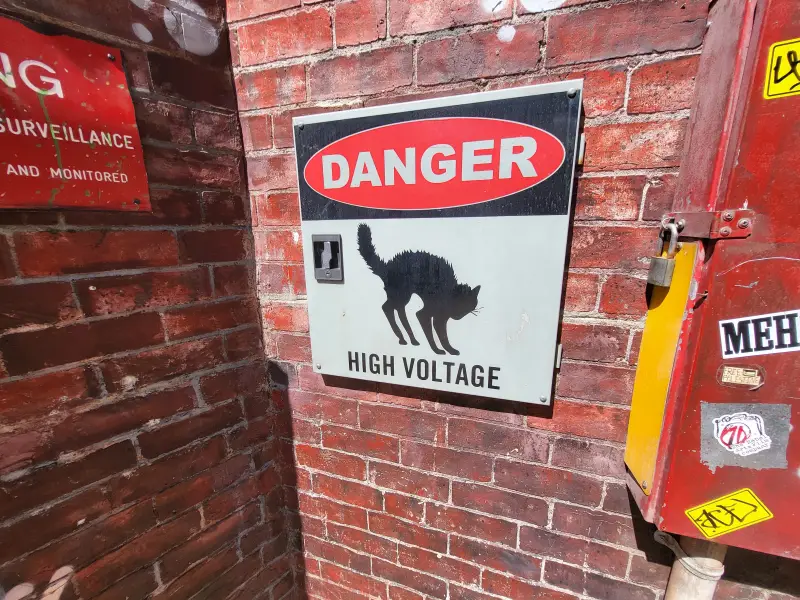 NG
SURVEILLANCE
AND MONITORED
DANGER
HIGH VOLTAGE
MEH